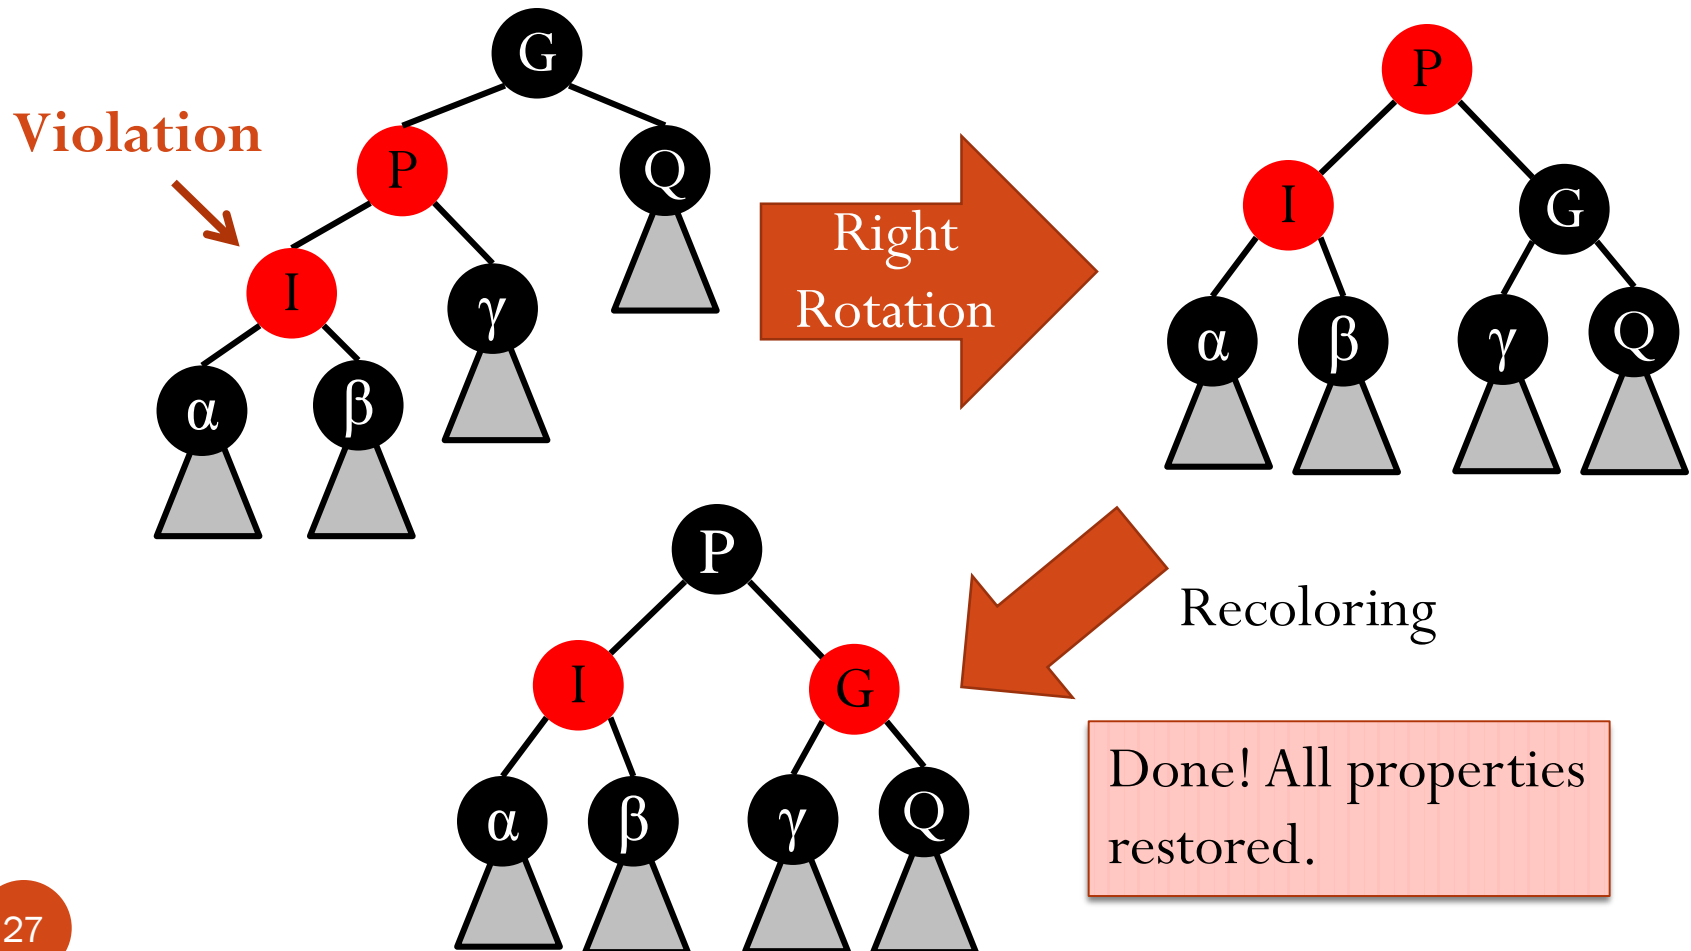 G
Violation
P
Q
I
γ
α
β
Right
Rotation
P
I
G
α
β
γ
Q
Recoloring
P
I
G
α
β
γ
Q
Done! All properties
restored.
27